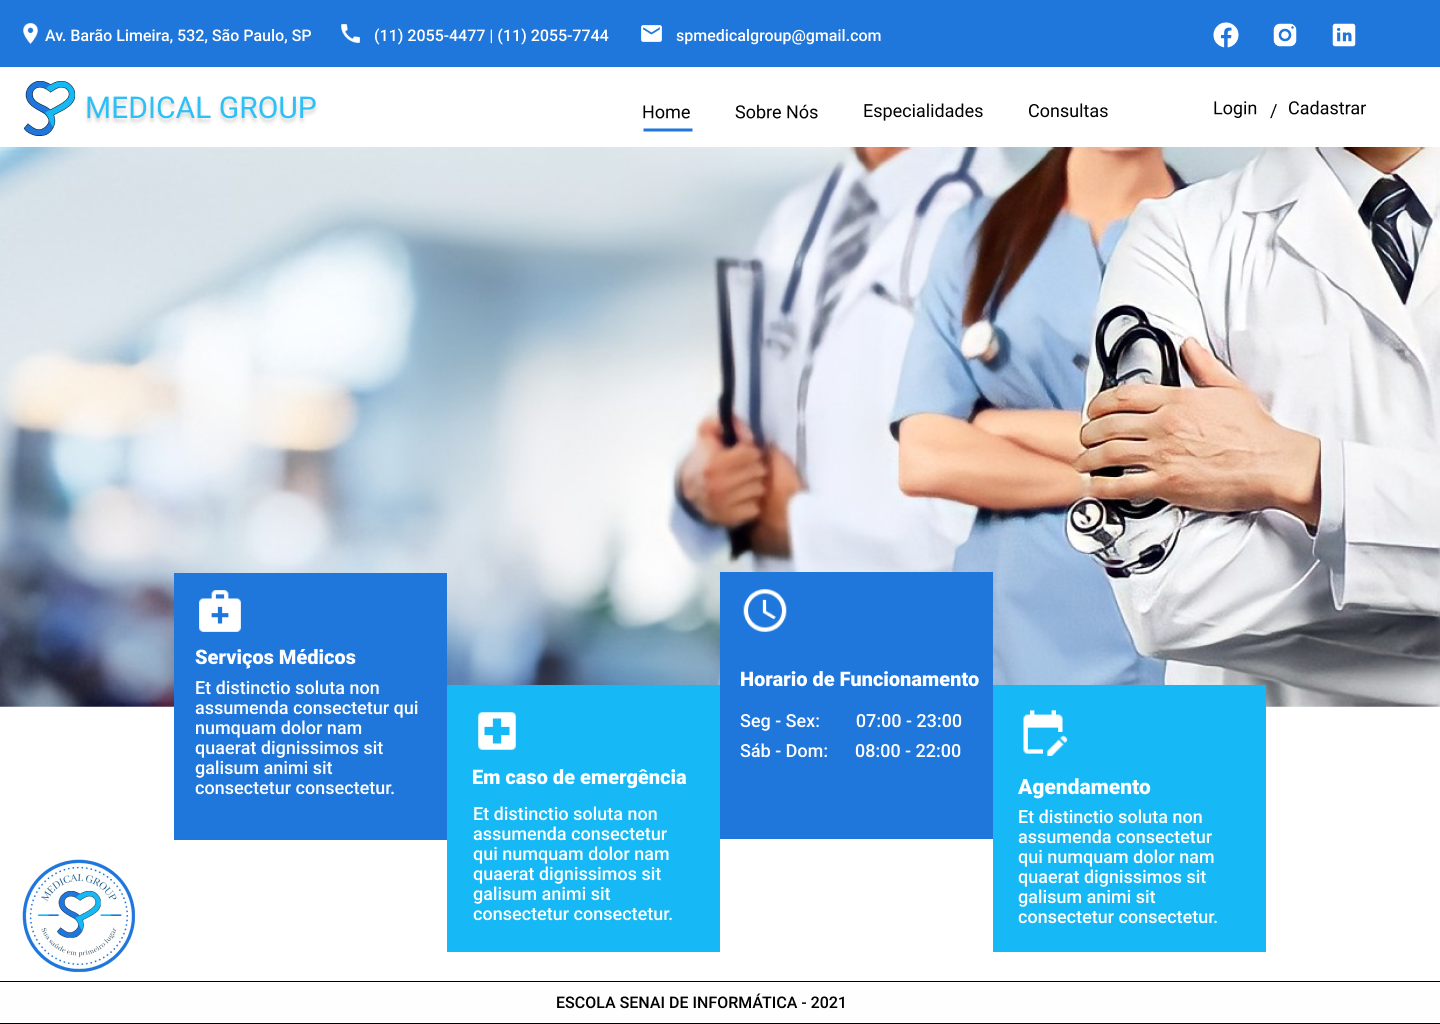 Av. Barão Limeira, 532, São Paulo, SP
(11) 2055-4477 | (11) 2055-7744
spmedicalgroup@gmail.com
MEDICAL GROUP
Home
Sobre Nós
Especialidades
Consultas
Login / Cadastrar
Serviços Médicos
Et distinctio soluta non
assumenda consectetur qui
numquam dolor nam
quaerat dignissimos sit
galisum animi sit
consectetur consectetur.
Em caso de emergência
Et distinctio soluta non
assumenda consectetur
qui numquam dolor nam
quaerat dignissimos sit
galisum animi sit
consectetur consectetur.
Horario de Funcionamento
Seg - Sex: 07:00 - 23:00
Sáb - Dom: 08:00 - 22:00
Agendamento
Et distinctio soluta non
assumenda consectetur
qui numquam dolor nam
quaerat dignissimos sit
galisum animi sit
consectetur consectetur.
MEDICAL GROUP
Sua saúde em primeiro lugar
ESCOLA SENAI DE INFORMÁTICA - 2021